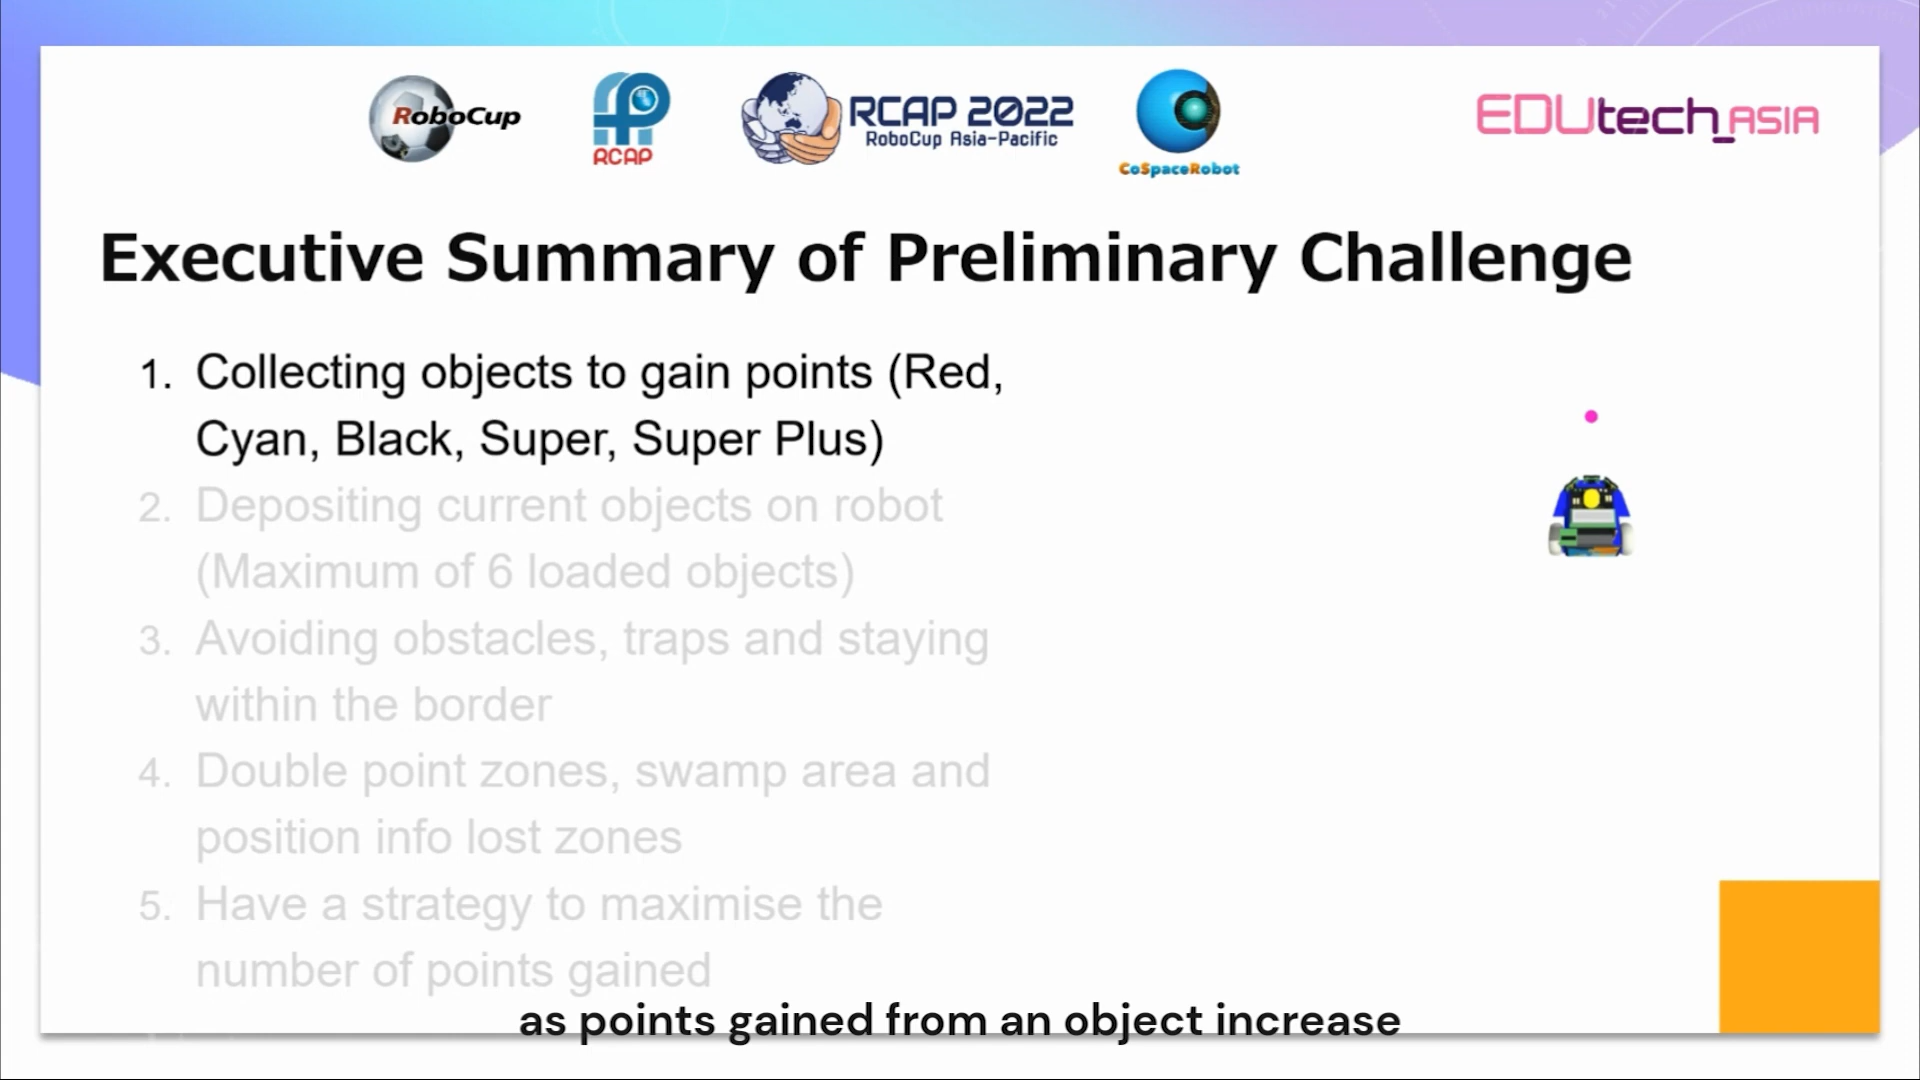 RoboCup
RCAP
RCAP 2022
RoboCup Asia-Pacific
CoSpaceRobot
EDUtech_ASIA
Executive Summary of Preliminary Challenge
1. Collecting objects to gain points (Red,
Cyan, Black, Super, Super Plus)
2. Depositing current objects on robot
(Maximum of 6 loaded objects)
3. Avoiding obstacles, traps and staying
within the border
4. Double point zones, swamp area and
position info lost zones
5. Have a strategy to maximise the
number of points gained
as points gained from an object increase